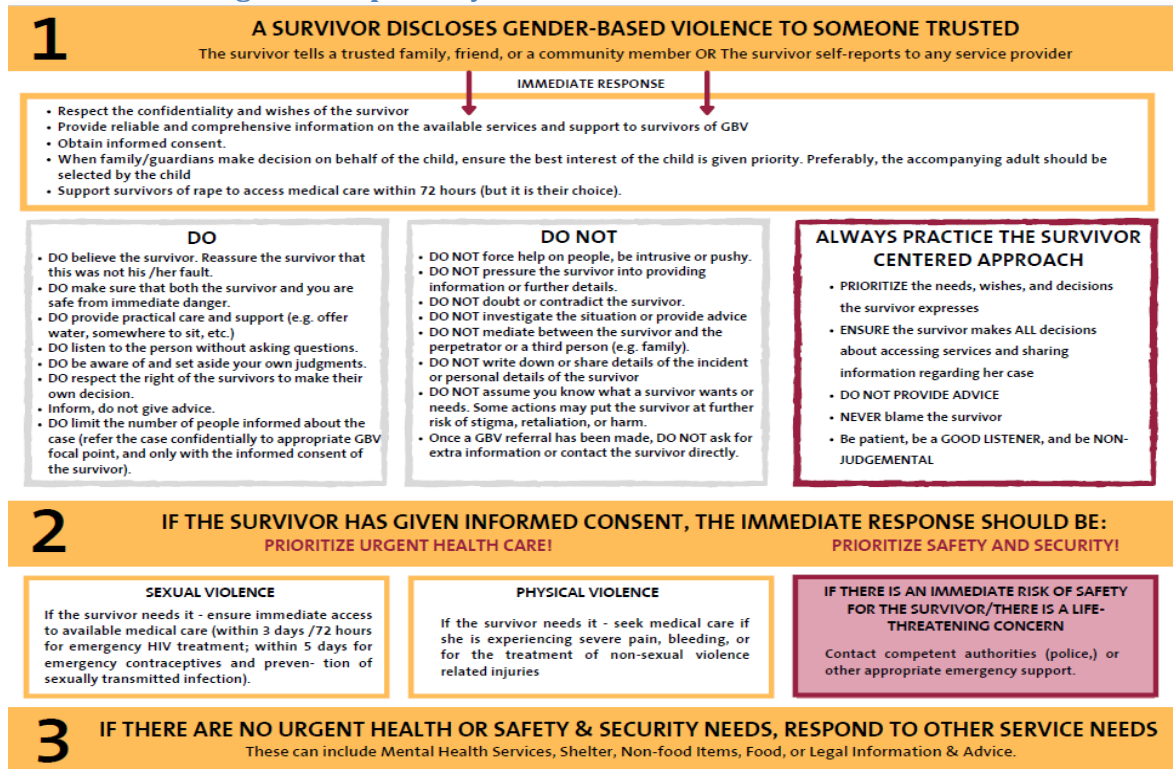 1
A SURVIVOR DISCLOSES GENDER-BASED VIOLENCE TO SOMEONE TRUSTED
The survivor tells a trusted family, friend, or a community member OR The survivor self-reports to any service provider
IMMEDIATE RESPONSE
• Respect the confidentiality and wishes of the survivor
• Provide reliable and comprehensive information on the available services and support to survivors of GBV
• Obtain informed consent.
• When family/guardians make decision on behalf of the child, ensure the best interest of the child is given priority. Preferably, the accompanying adult should be
selected by the child
• Support survivors of rape to access medical care within 72 hours (but it is their choice).
DO
• DO believe the survivor. Reassure the survivor that
this was not his /her fault.
• DO make sure that both the survivor and you are
safe from immediate danger.
• DO provide practical care and support (e.g. offer
water, somewhere to sit, etc.)
• DO listen to the person without asking questions.
• DO be aware of and set aside your own judgments.
• DO respect the right of the survivors to make their
own decision.
• Inform, do not give advice.
• DO limit the number of people informed about the
case (refer the case confidentially to appropriate GBV
focal point, and only with the informed consent of
the survivor).
DO NOT
• DO NOT force help on people, be intrusive or pushy.
• DO NOT pressure the survivor into providing
information or further details.
• DO NOT doubt or contradict the survivor.
• DO NOT investigate the situation or provide advice
• DO NOT mediate between the survivor and the
perpetrator or a third person (e.g. family).
• DO NOT write down or share details of the incident
or personal details of the survivor
• DO NOT assume you know what a survivor wants or
needs. Some actions may put the survivor at further
risk of stigma, retaliation, or harm.
• Once a GBV referral has been made, DO NOT ask for
extra information or contact the survivor directly.
ALWAYS PRACTICE THE SURVIVOR
CENTERED APPROACH
• PRIORITIZE the needs, wishes, and decisions
the survivor expresses
• ENSURE the survivor makes ALL decisions
about accessing services and sharing
information regarding her case
• DO NOT PROVIDE ADVICE
• NEVER blame the survivor
• Be patient, be a GOOD LISTENER, and be NON-
JUDGEMENTAL
2
IF THE SURVIVOR HAS GIVEN INFORMED CONSENT, THE IMMEDIATE RESPONSE SHOULD BE:
PRIORITIZE URGENT HEALTH CARE!
PRIORITIZE SAFETY AND SECURITY!
SEXUAL VIOLENCE
If the survivor needs it - ensure immediate access
to available medical care (within 3 days /72 hours
for emergency HIV treatment; within 5 days for
emergency contraceptives and preven- tion of
sexually transmitted infection).
PHYSICAL VIOLENCE
If the survivor needs it - seek medical care if
she is experiencing severe pain, bleeding, or
for the treatment of non-sexual violence
related injuries
IF THERE IS AN IMMEDIATE RISK OF SAFETY
FOR THE SURVIVOR/THERE IS A LIFE-
THREATENING CONCERN
Contact competent authorities (police,) or
other appropriate emergency support.
3
IF THERE ARE NO URGENT HEALTH OR SAFETY & SECURITY NEEDS, RESPOND TO OTHER SERVICE NEEDS
These can include Mental Health Services, Shelter, Non-food Items, Food, or Legal Information & Advice.